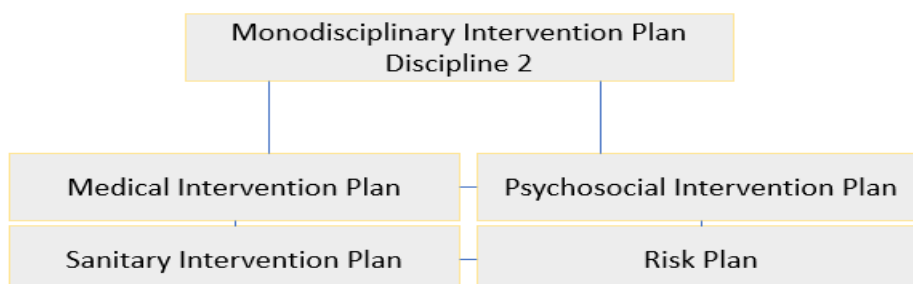 Monodisciplinary Intervention Plan
Discipline 2
Medical Intervention Plan
Psychosocial Intervention Plan
Sanitary Intervention Plan
Risk Plan